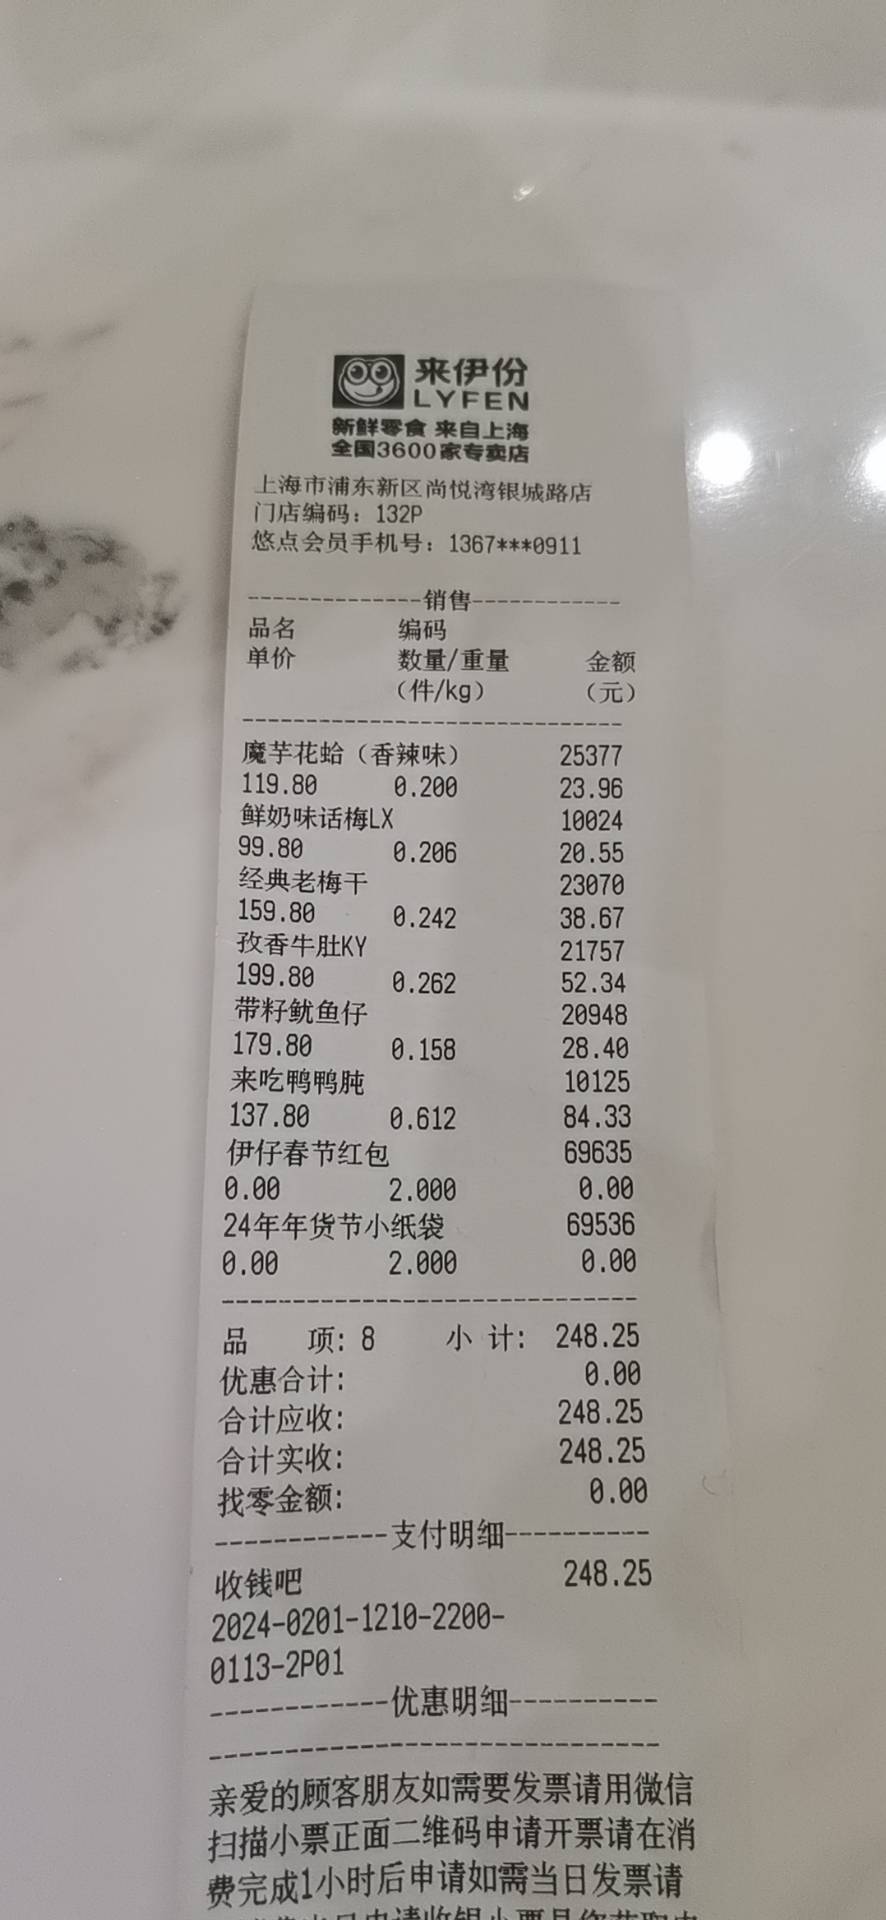 来伊份
LYFEN
新鲜零食 来自上海
全国3600家专卖店
上海市浦东新区尚悦湾银城路店
门店编码：132P
悠点会员手机号：1367***0911
--------------销售------------
品名 编码
单价 数量/重量 金额
（件/kg） （元）
------------------------------
魔芋花蛤（香辣味） 25377
119.80 0.200 23.96
鲜奶味话梅LX 10024
99.80 0.206 20.55
经典老梅干 23070
159.80 0.242 38.67
孜香牛肚KY 21757
199.80 0.262 52.34
带籽鱿鱼仔 20948
179.80 0.158 28.40
来吃鸭鸭肫 10125
137.80 0.612 84.33
伊仔春节红包 69635
0.00 2.000 0.00
24年年货节小纸袋 69536
0.00 2.000 0.00
------------------------------
品 项: 8 小 计: 248.25
优惠合计: 0.00
合计应收: 248.25
合计实收: 248.25
找零金额: 0.00
------------支付明细----------
收钱吧 248.25
2024-0201-1210-2200-
0113-2P01
------------优惠明细----------
------------------------------
亲爱的顾客朋友如需要发票请用微信
扫描小票正面二维码申请开票请在消
费完成1小时后申请如需当日发票请